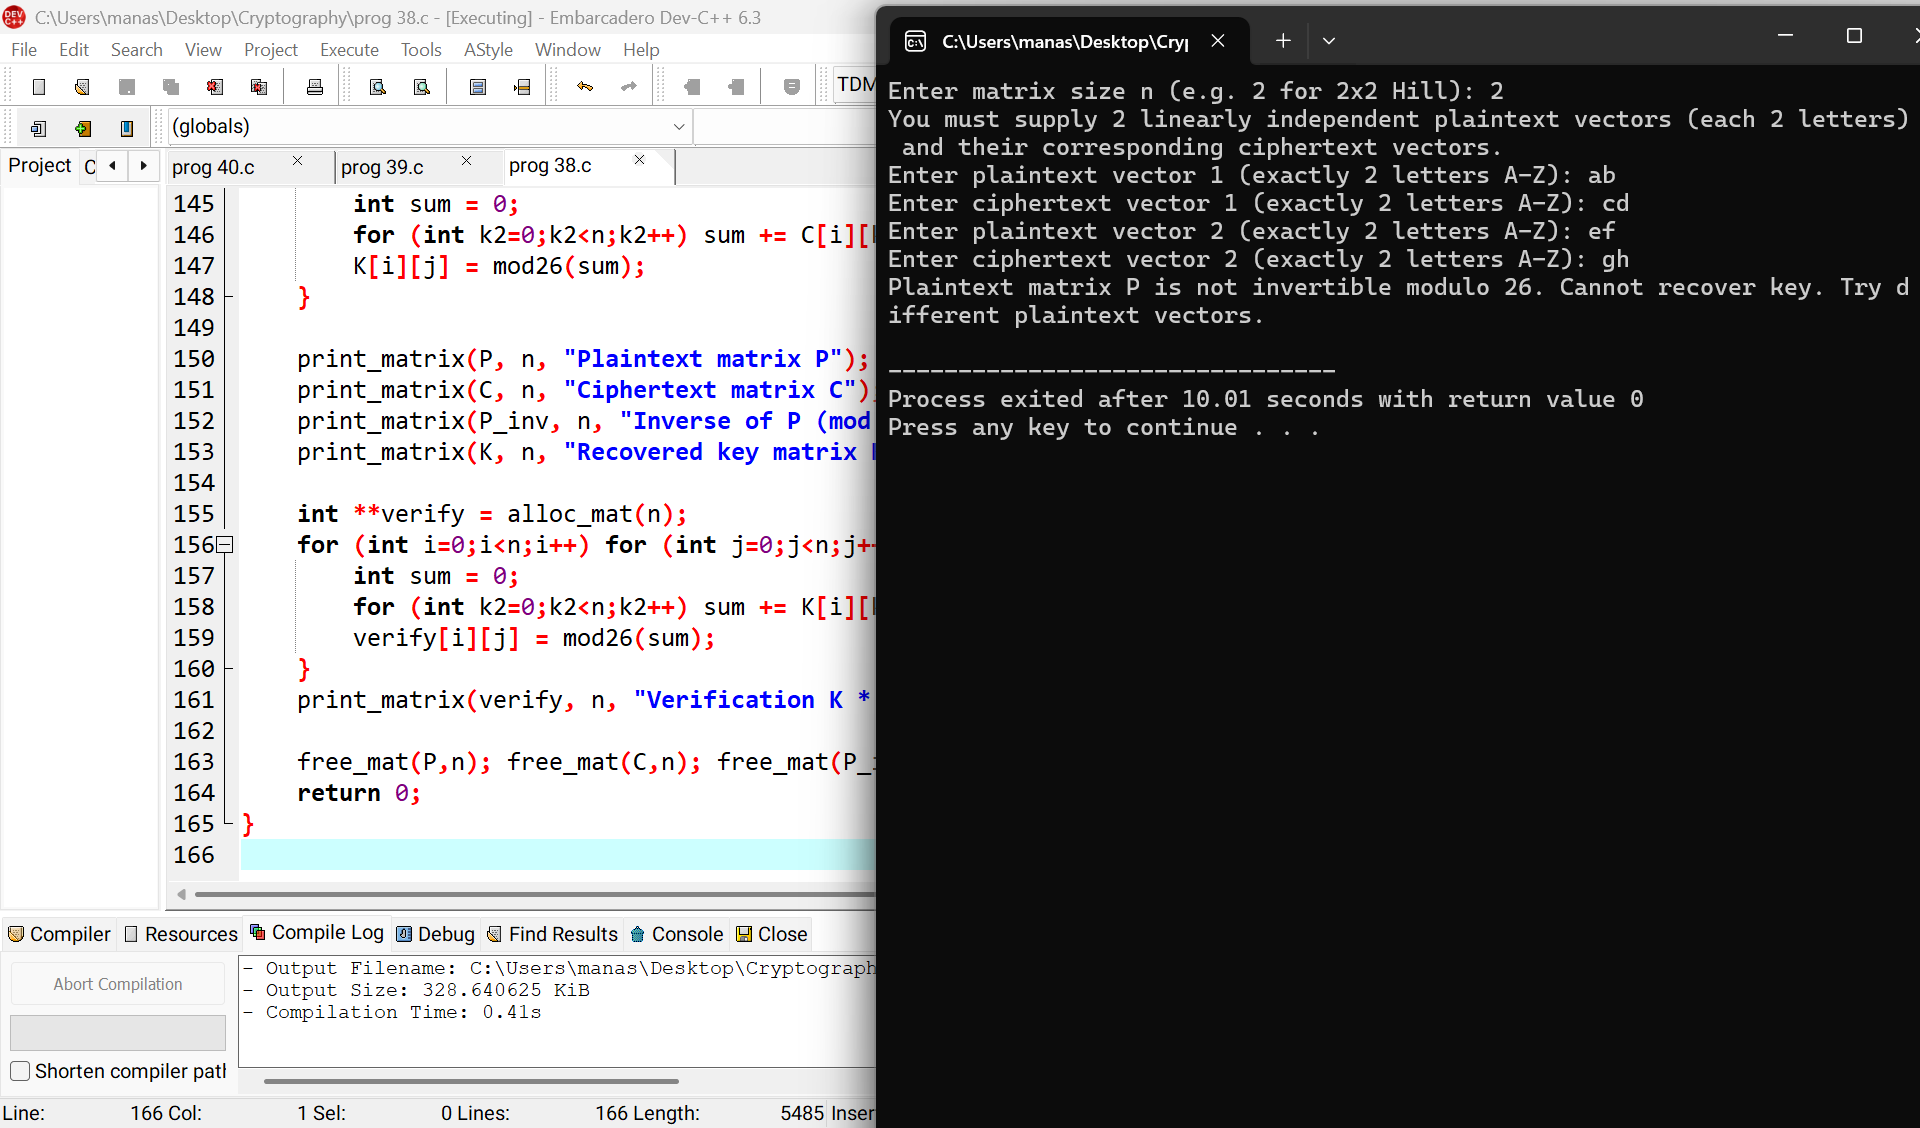 C:\Users\manas\Desktop\Cryptography\prog 38.c - [Executing] - Embarcadero Dev-C++ 6.3
File Edit Search View Project Execute Tools AStyle Window Help
TDM
(globals)
Project C
prog 40.c prog 39.c prog 38.c
145 int sum = 0;
146 for (int k2=0;k2<n;k2++) sum += C[i][
147 K[i][j] = mod26(sum);
148 }
149
150 print_matrix(P, n, "Plaintext matrix P");
151 print_matrix(C, n, "Ciphertext matrix C")
152 print_matrix(P_inv, n, "Inverse of P (mod
153 print_matrix(K, n, "Recovered key matrix
154
155 int **verify = alloc_mat(n);
156 for (int i=0;i<n;i++) for (int j=0;j<n;j+
157 int sum = 0;
158 for (int k2=0;k2<n;k2++) sum += K[i][
159 verify[i][j] = mod26(sum);
160 }
161 print_matrix(verify, n, "Verification K *
162
163 free_mat(P,n); free_mat(C,n); free_mat(P_
164 return 0;
165 }
166
Compiler Resources Compile Log Debug Find Results Console Close
Abort Compilation
Shorten compiler path
- Output Filename: C:\Users\manas\Desktop\Cryptograph
- Output Size: 328.640625 KiB
- Compilation Time: 0.41s
Line: 166 Col: 1 Sel: 0 Lines: 166 Length: 5485 Inser
C:\Users\manas\Desktop\Cry
Enter matrix size n (e.g. 2 for 2x2 Hill): 2
You must supply 2 linearly independent plaintext vectors (each 2 letters)
and their corresponding ciphertext vectors.
Enter plaintext vector 1 (exactly 2 letters A-Z): ab
Enter ciphertext vector 1 (exactly 2 letters A-Z): cd
Enter plaintext vector 2 (exactly 2 letters A-Z): ef
Enter ciphertext vector 2 (exactly 2 letters A-Z): gh
Plaintext matrix P is not invertible modulo 26. Cannot recover key. Try d
ifferent plaintext vectors.
--------------------------------
Process exited after 10.01 seconds with return value 0
Press any key to continue . . .